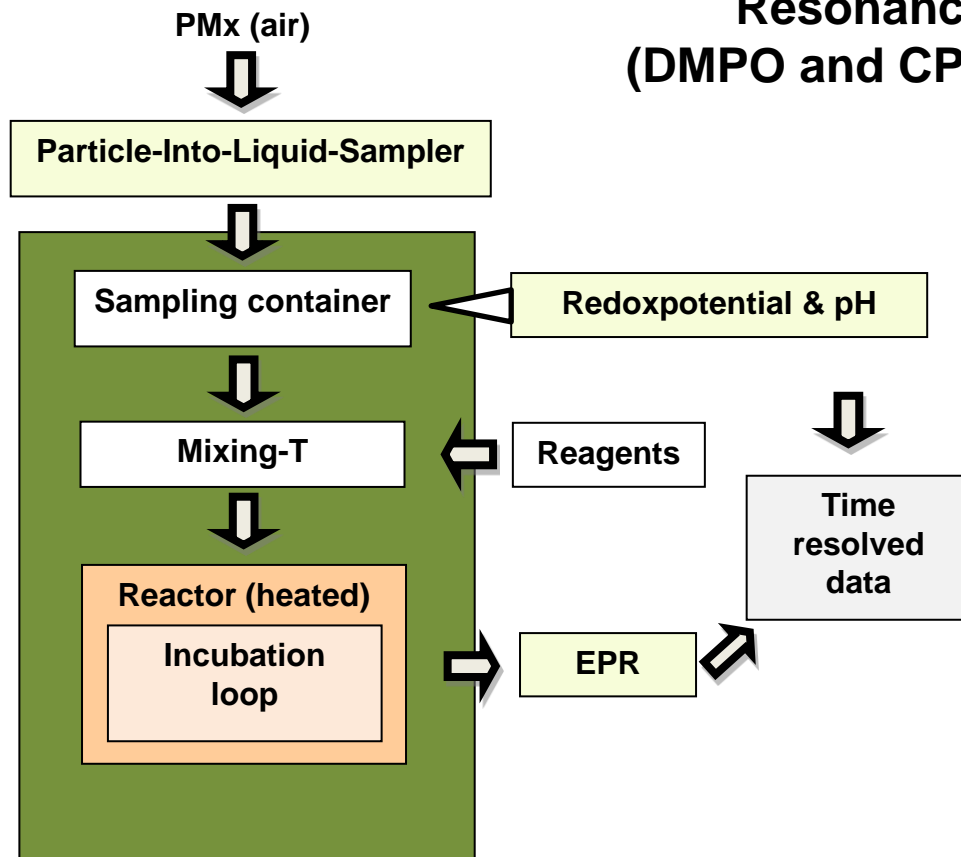 Resonanc
(DMPO and CP
PMx (air)
Particle-Into-Liquid-Sampler
Sampling container
Redoxpotential & pH
Mixing-T
Reagents
Time
resolved
data
Reactor (heated)
Incubation
loop
EPR